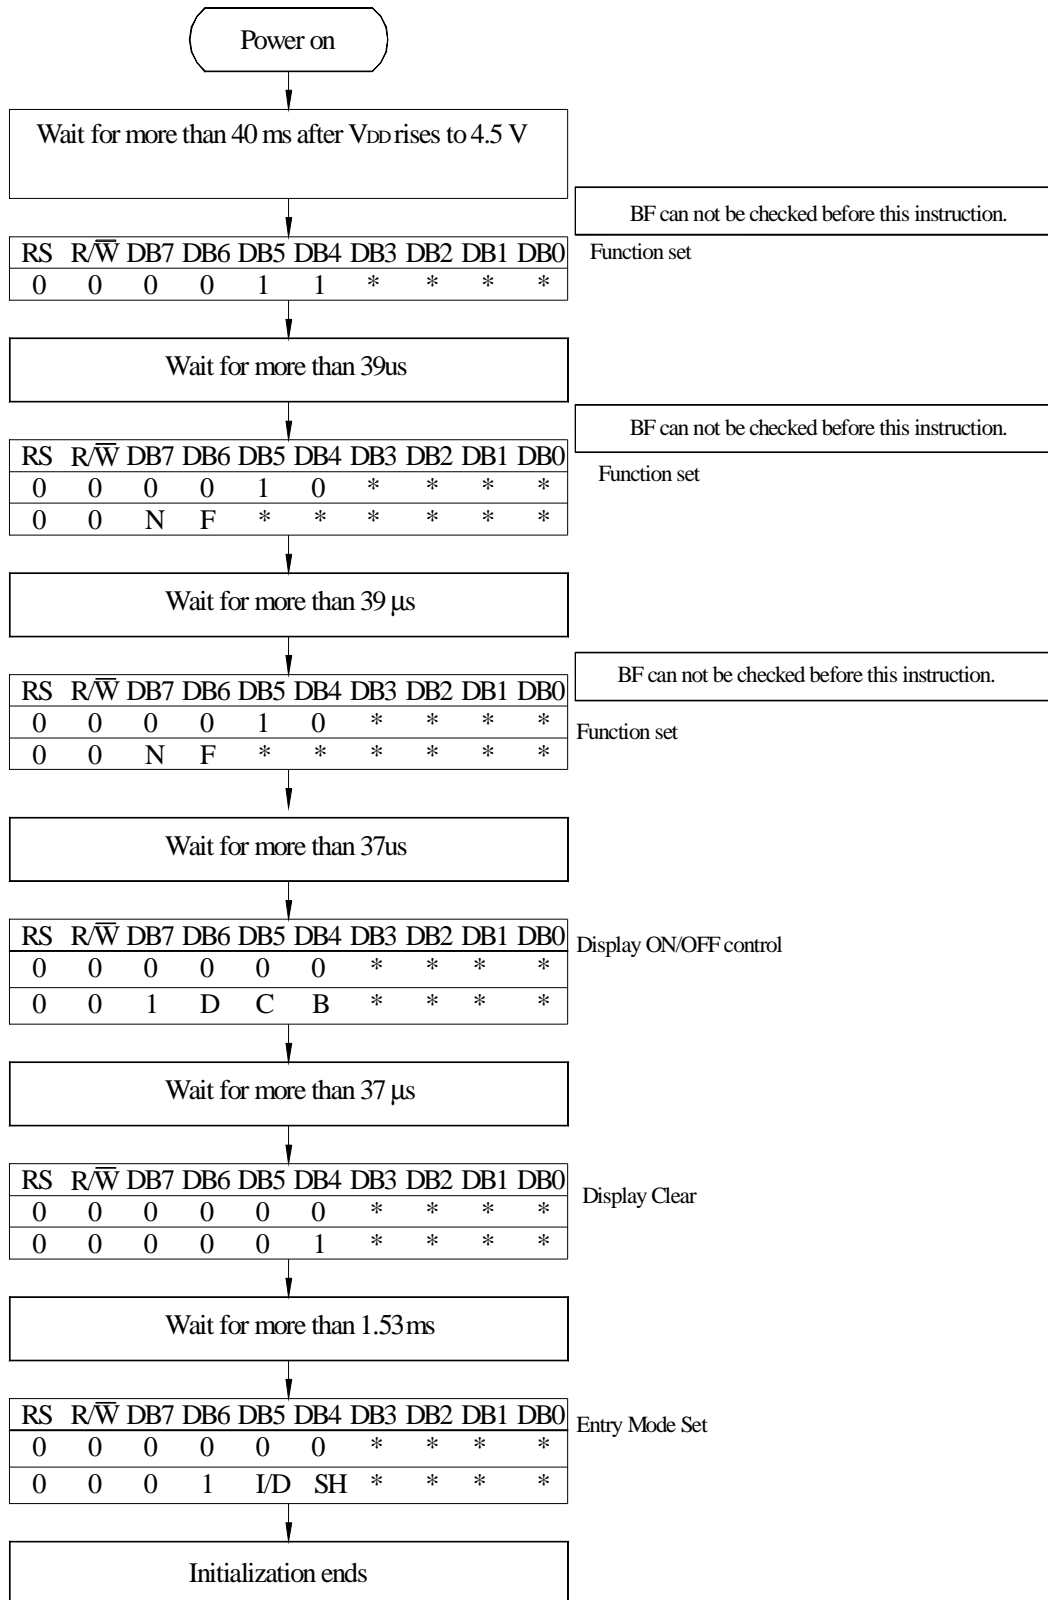 Power on
Wait for more than 40 ms after VDD rises to 4.5 V
BF can not be checked before this instruction.
RS R/W̅ DB7 DB6 DB5 DB4 DB3 DB2 DB1 DB0
Function set
0 0 0 0 1 1 * * * *
Wait for more than 39us
BF can not be checked before this instruction.
RS R/W̅ DB7 DB6 DB5 DB4 DB3 DB2 DB1 DB0
Function set
0 0 0 0 1 0 * * * *
0 0 N F * * * * * *
Wait for more than 39 µs
BF can not be checked before this instruction.
RS R/W̅ DB7 DB6 DB5 DB4 DB3 DB2 DB1 DB0
0 0 0 0 1 0 * * * *
Function set
0 0 N F * * * * * *
Wait for more than 37us
RS R/W̅ DB7 DB6 DB5 DB4 DB3 DB2 DB1 DB0
Display ON/OFF control
0 0 0 0 0 0 * * * *
0 0 1 D C B * * * *
Wait for more than 37 µs
RS R/W̅ DB7 DB6 DB5 DB4 DB3 DB2 DB1 DB0
Display Clear
0 0 0 0 0 0 * * * *
0 0 0 0 0 1 * * * *
Wait for more than 1.53ms
RS R/W̅ DB7 DB6 DB5 DB4 DB3 DB2 DB1 DB0
Entry Mode Set
0 0 0 0 0 0 * * * *
0 0 0 1 I/D SH * * * *
Initialization ends